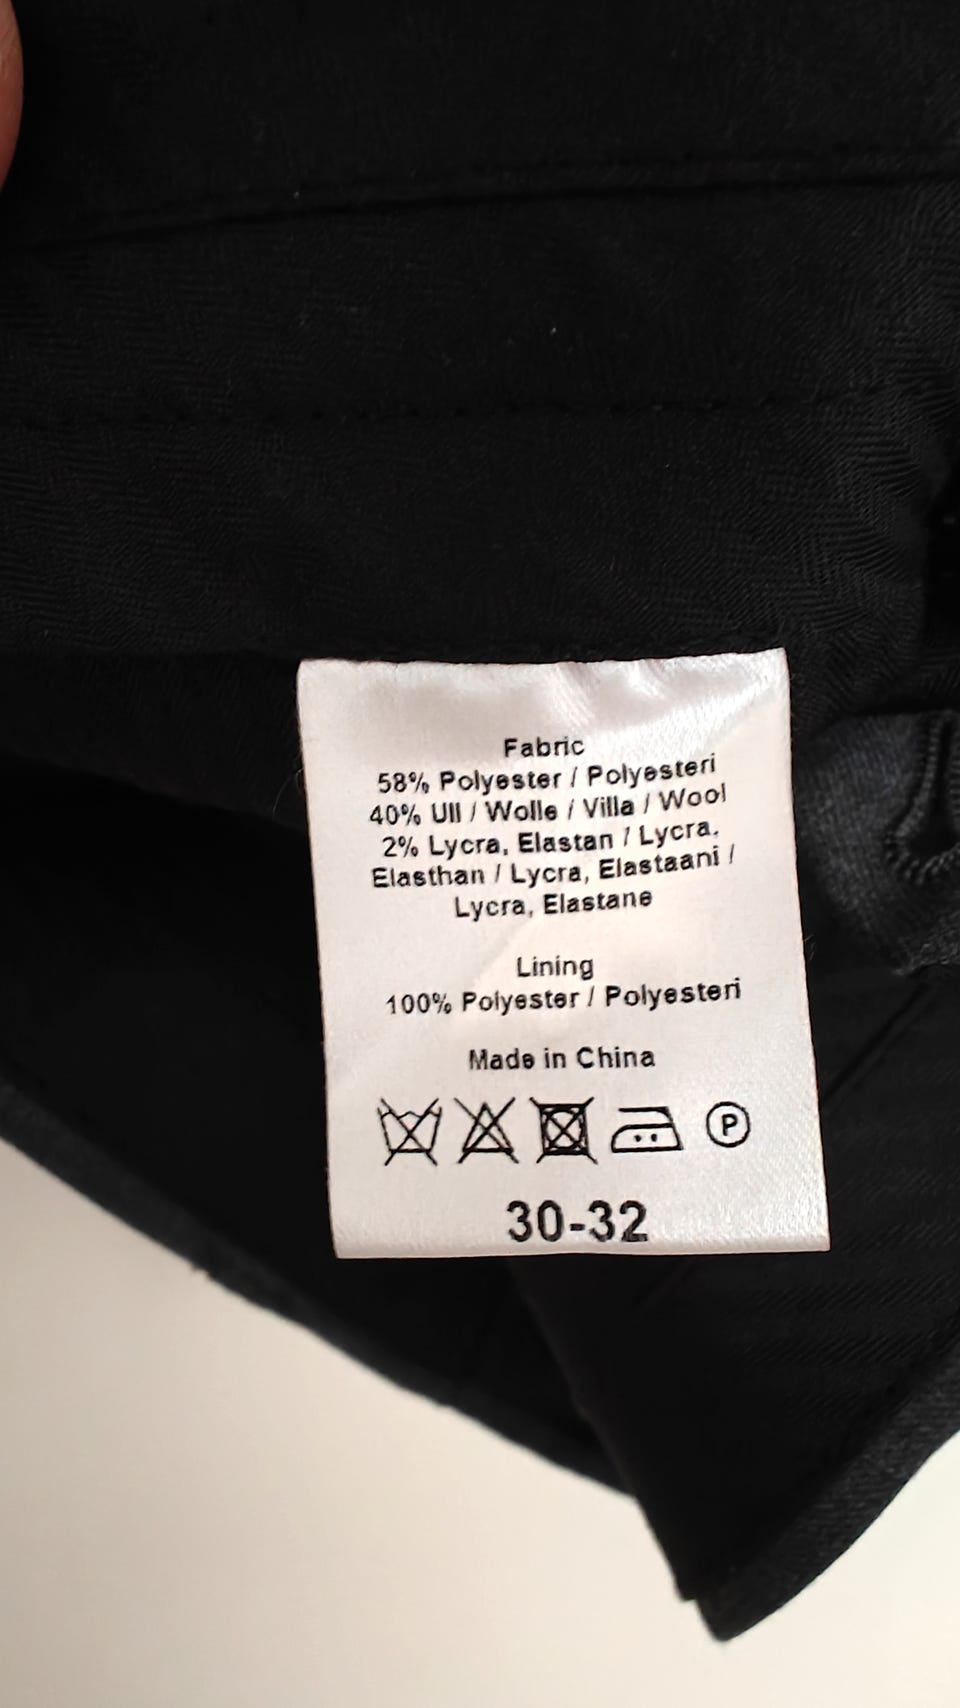 Fabric
58% Polyester / Polyesteri
40% Ull / Wolle / Villa / Wool
2% Lycra, Elastan / Lycra,
Elasthan / Lycra, Elastaani /
Lycra, Elastane
Lining
100% Polyester / Polyesteri
Made in China
P
30-32